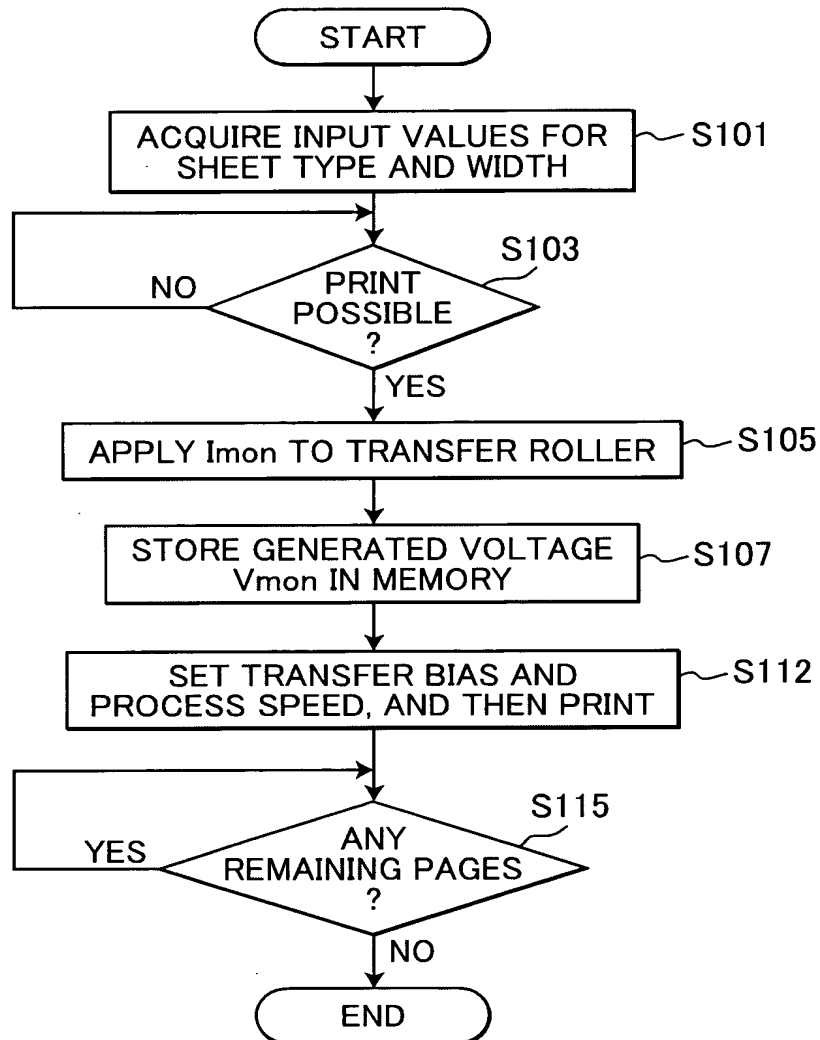 START
ACQUIRE INPUT VALUES FOR
SHEET TYPE AND WIDTH
S101
S103
PRINT
POSSIBLE
?
NO
YES
APPLY Imon TO TRANSFER ROLLER
S105
STORE GENERATED VOLTAGE
Vmon IN MEMORY
S107
SET TRANSFER BIAS AND
PROCESS SPEED, AND THEN PRINT
S112
S115
ANY
REMAINING PAGES
?
YES
NO
END